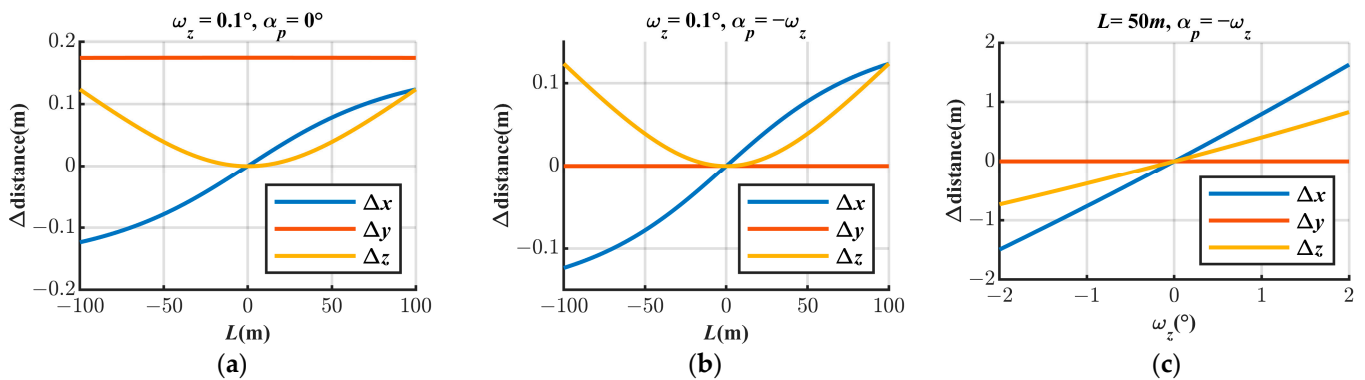 ω_z = 0.1°, α_p = 0°
0.2
0.1
0
−0.1
−0.2
Δdistance(m)
Δx
Δy
Δz
−100 −50 0 50 100
L(m)
(a)
ω_z = 0.1°, α_p = −ω_z
0.1
0
−0.1
Δdistance(m)
Δx
Δy
Δz
−100 −50 0 50 100
L(m)
(b)
L= 50m, α_p = −ω_z
2
1
0
−1
−2
Δdistance(m)
Δx
Δy
Δz
−2 −1 0 1 2
ω_z(°)
(c)